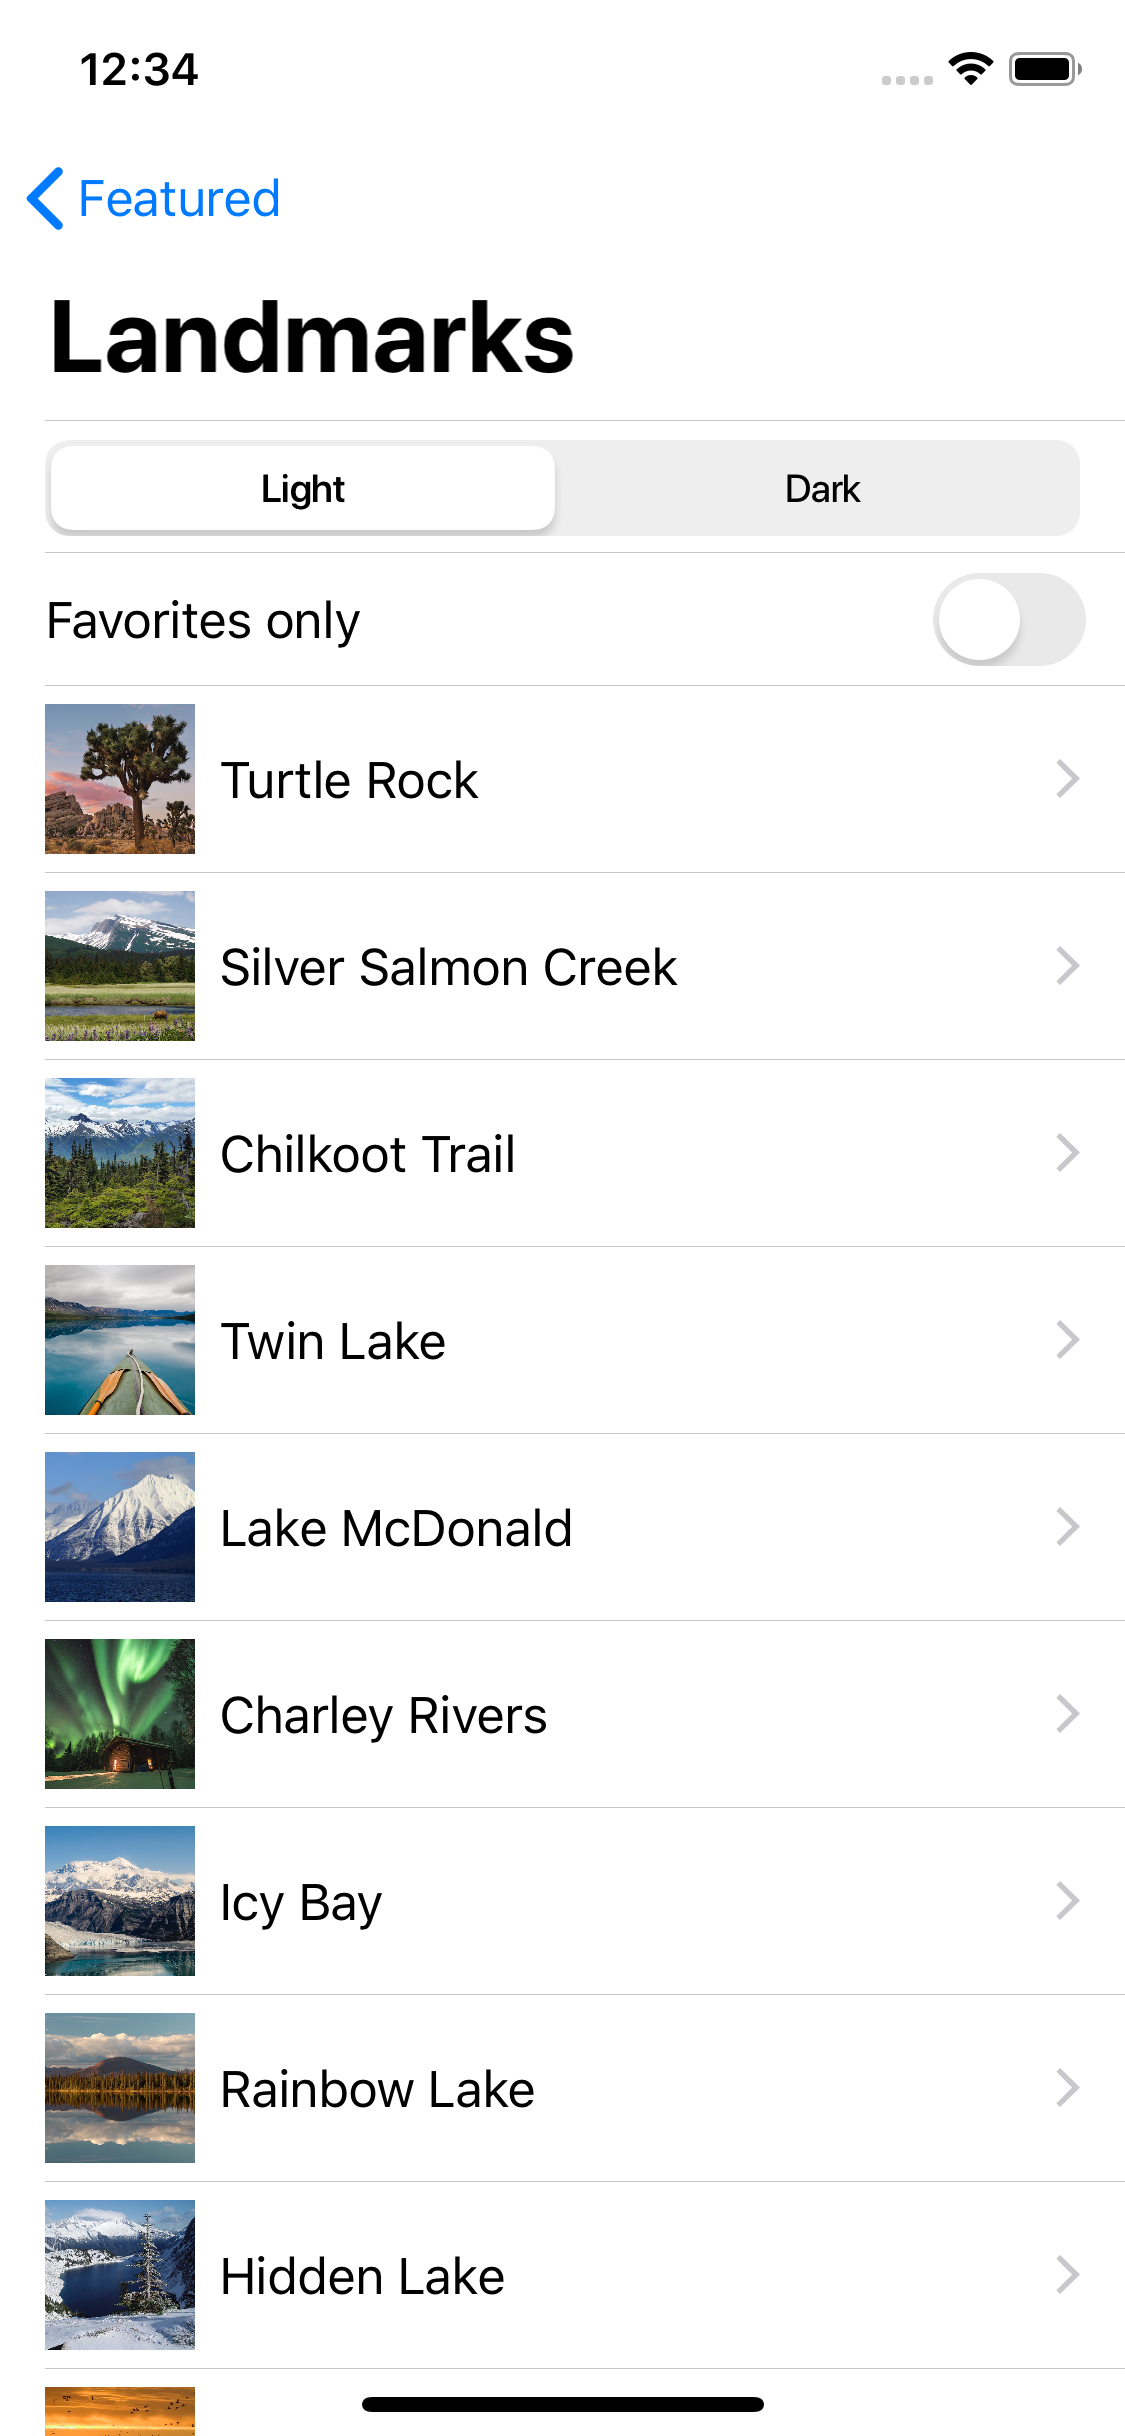 12:34
Featured
Landmarks
Light
Dark
Favorites only
Turtle Rock
Silver Salmon Creek
Chilkoot Trail
Twin Lake
Lake McDonald
Charley Rivers
Icy Bay
Rainbow Lake
Hidden Lake